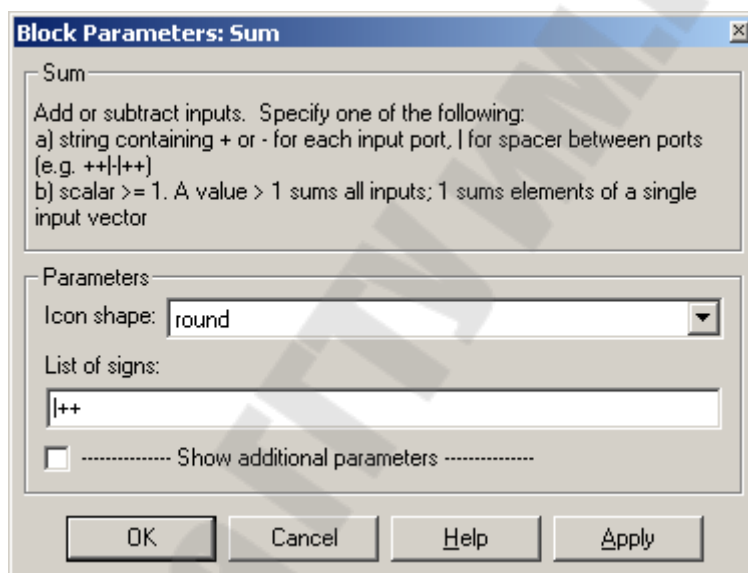 Block Parameters: Sum
Sum
Add or subtract inputs. Specify one of the following:
a) string containing + or - for each input port, | for spacer between ports
(e.g. ++|-|++)
b) scalar >= 1. A value > 1 sums all inputs; 1 sums elements of a single
input vector
Parameters
Icon shape: round
List of signs:
|++
-------------- Show additional parameters --------------
OK Cancel Help Apply